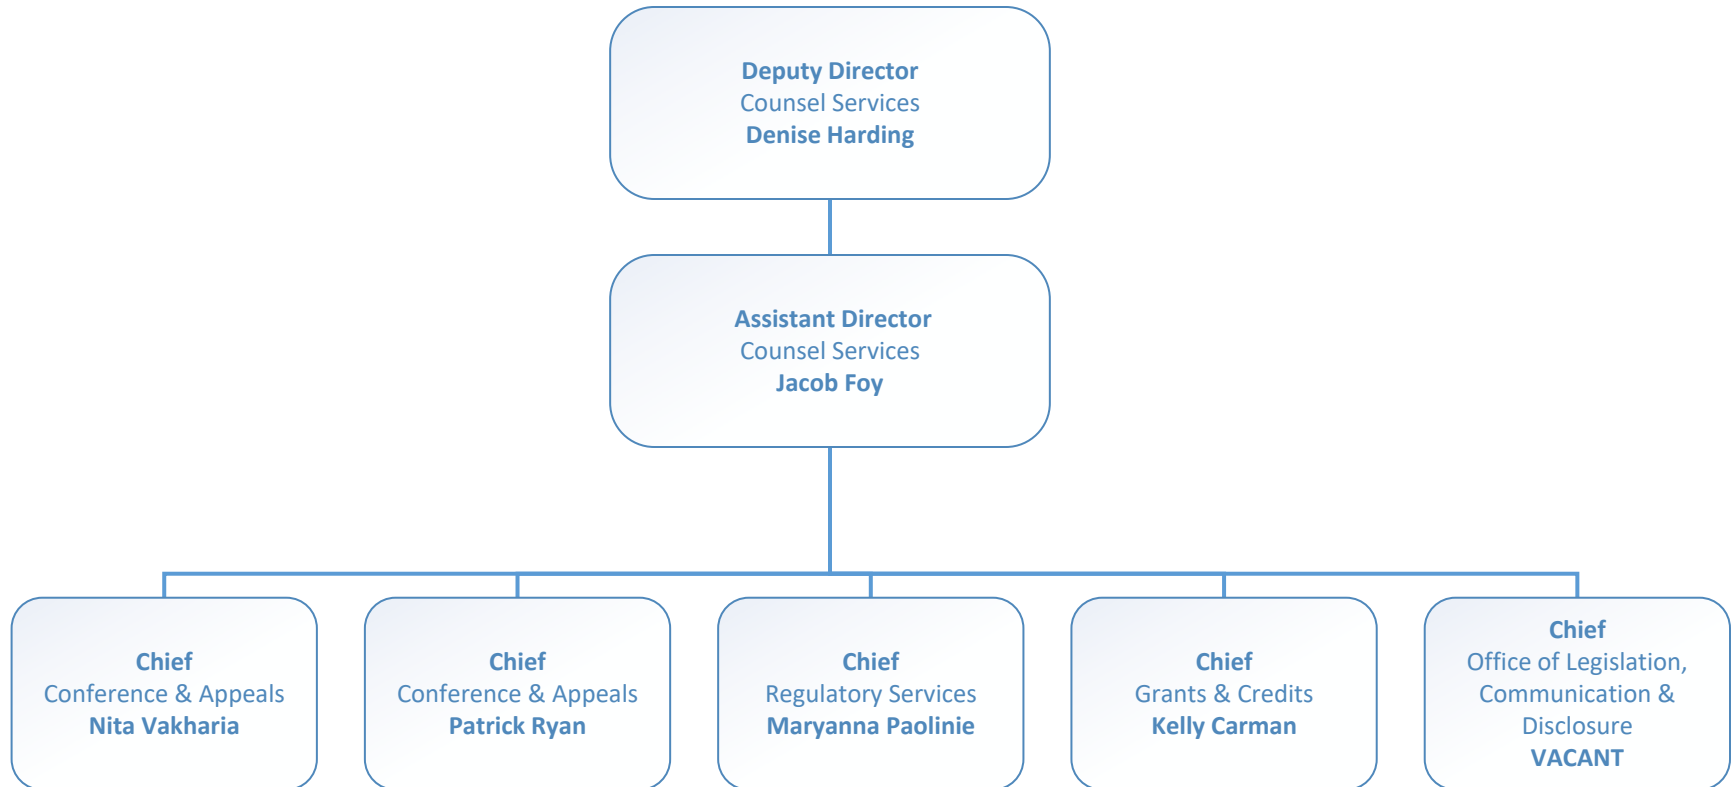 Deputy Director
Counsel Services
Denise Harding
Assistant Director
Counsel Services
Jacob Foy
Chief
Conference & Appeals
Nita Vakharia
Chief
Conference & Appeals
Patrick Ryan
Chief
Regulatory Services
Maryanna Paolinie
Chief
Grants & Credits
Kelly Carman
Chief
Office of Legislation,
Communication &
Disclosure
VACANT